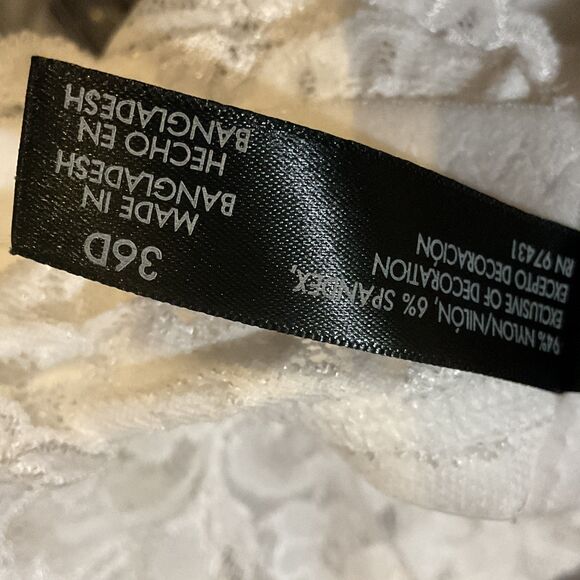 94% NYLON/NILÓN, 6% SPANDEX,
EXCLUSIVE OF DECORATION
EXCEPTO DECORACIÓN
RN 97431
36D
MADE IN
BANGLADESH
HECHO EN
BANGLADESH